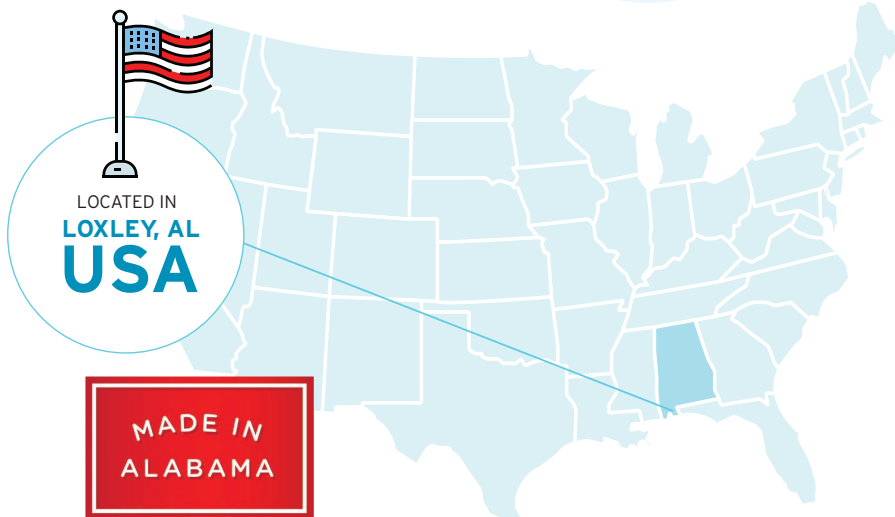 LOCATED IN
LOXLEY, AL
USA
MADE IN
ALABAMA